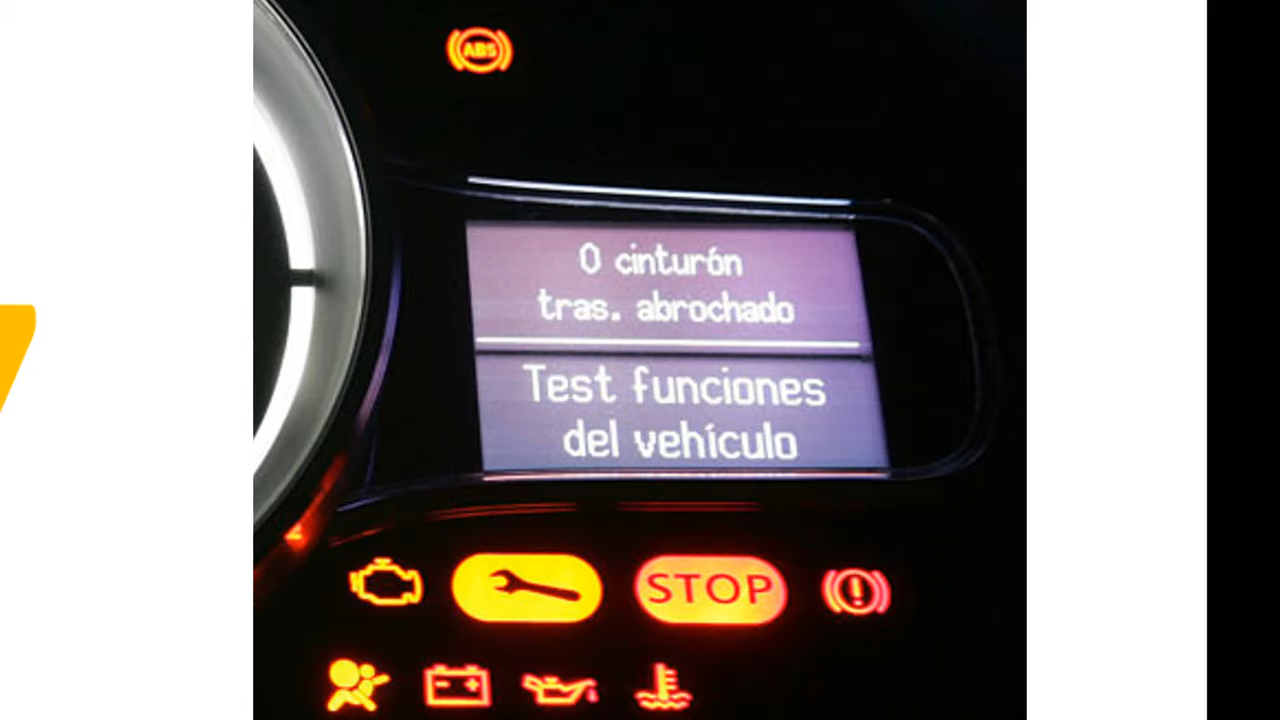 ABS
0 cinturón
tras. abrochado
Test funciones
del vehículo
STOP